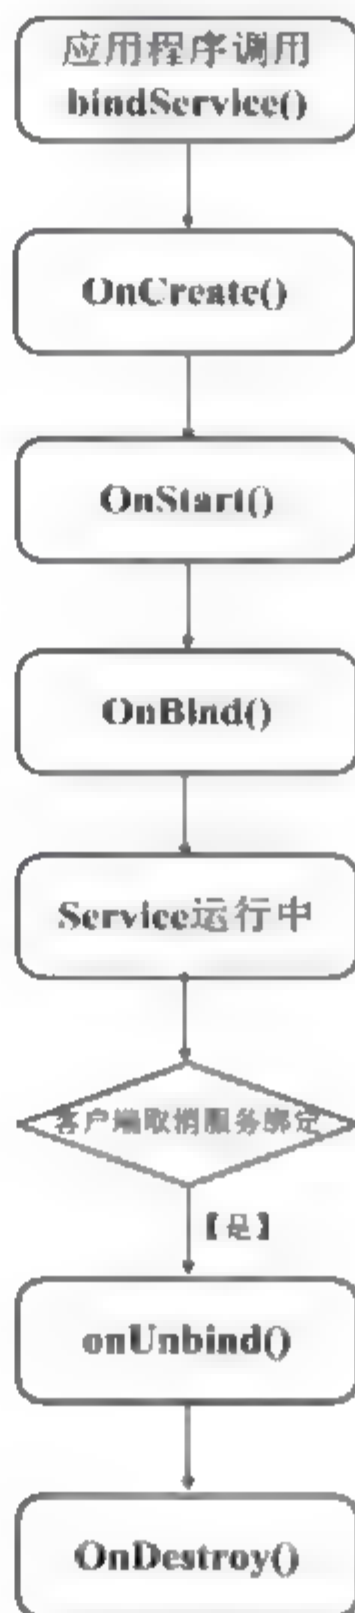 应用程序调用
bindService()
OnCreate()
OnStart()
OnBind()
Service运行中
客户端取消服务绑定
【是】
onUnbind()
OnDestroy()